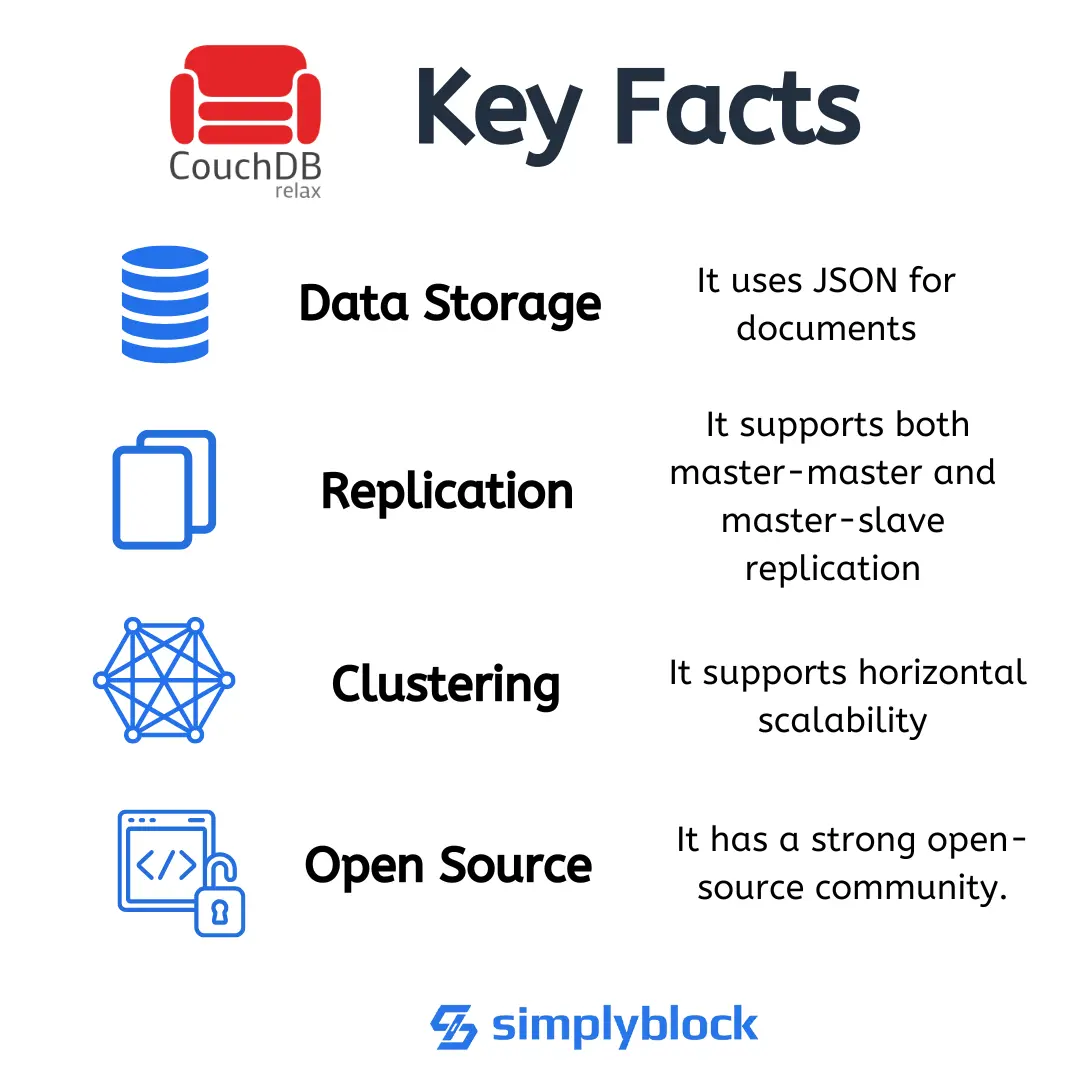 CouchDB
relax
Key Facts
Data Storage
It uses JSON for
documents
Replication
It supports both
master-master and
master-slave
replication
Clustering
It supports horizontal
scalability
</>
Open Source
It has a strong open-
source community.
simplyblock